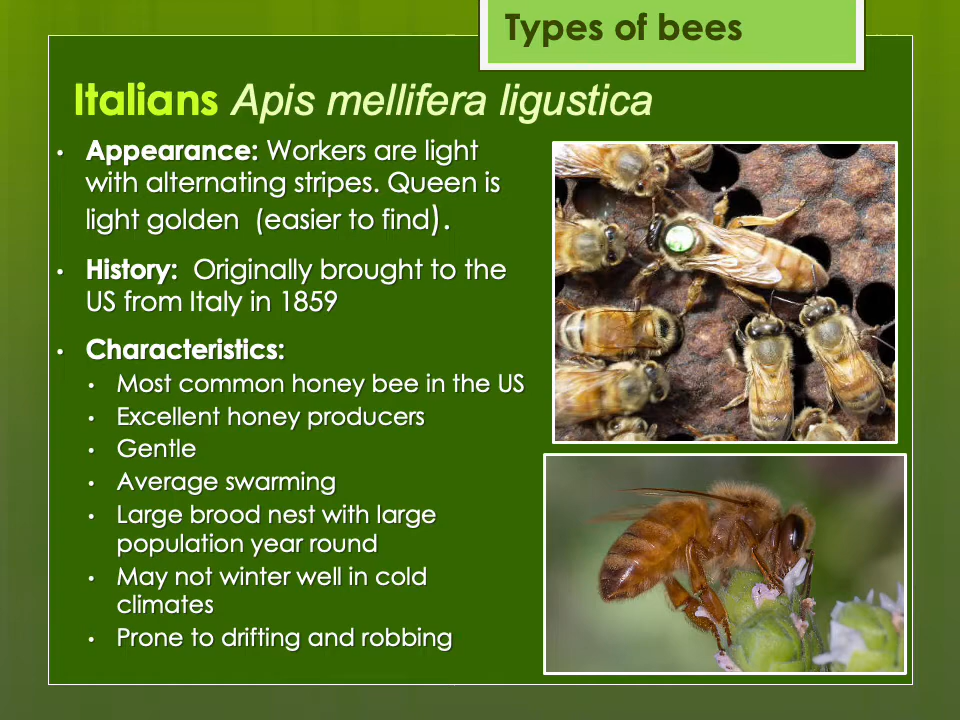 Types of bees
Italians Apis mellifera ligustica
• Appearance: Workers are light
with alternating stripes. Queen is
light golden  (easier to find).
• History:  Originally brought to the
US from Italy in 1859
• Characteristics:
• Most common honey bee in the US
• Excellent honey producers
• Gentle
• Average swarming
• Large brood nest with large
population year round
• May not winter well in cold
climates
• Prone to drifting and robbing